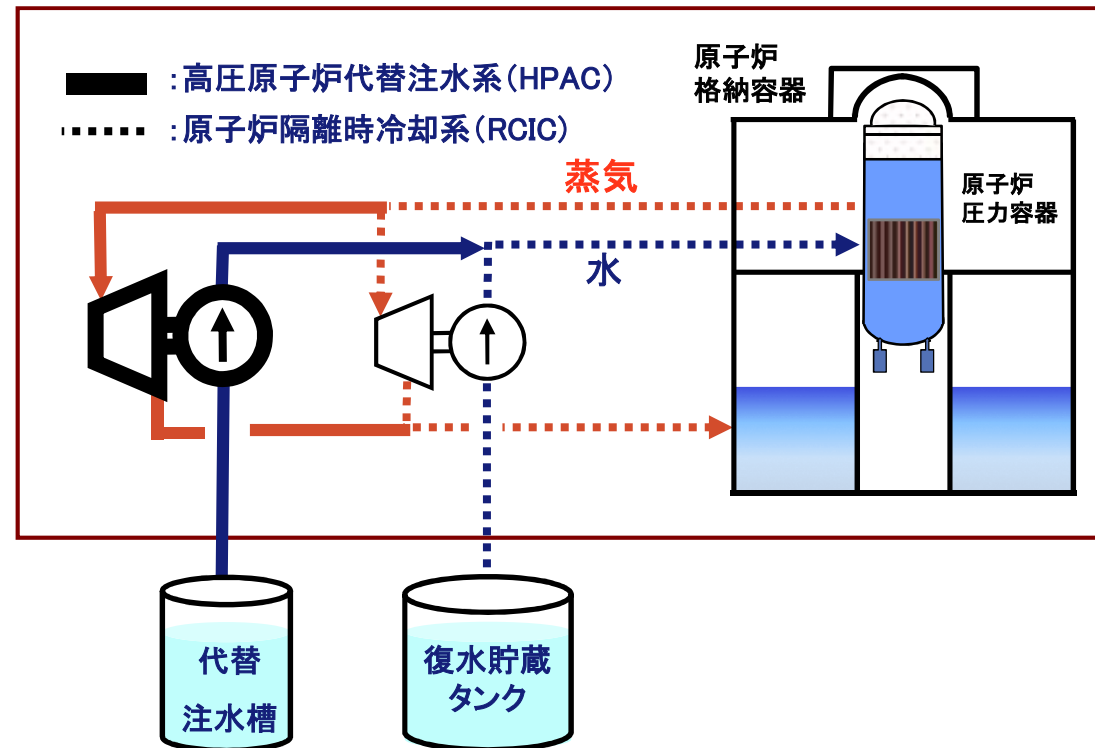 :高圧原子炉代替注水系(HPAC)
:原子炉隔離時冷却系(RCIC)
原子炉
格納容器
蒸気
原子炉
圧力容器
水
代替
注水槽
復水貯蔵
タンク